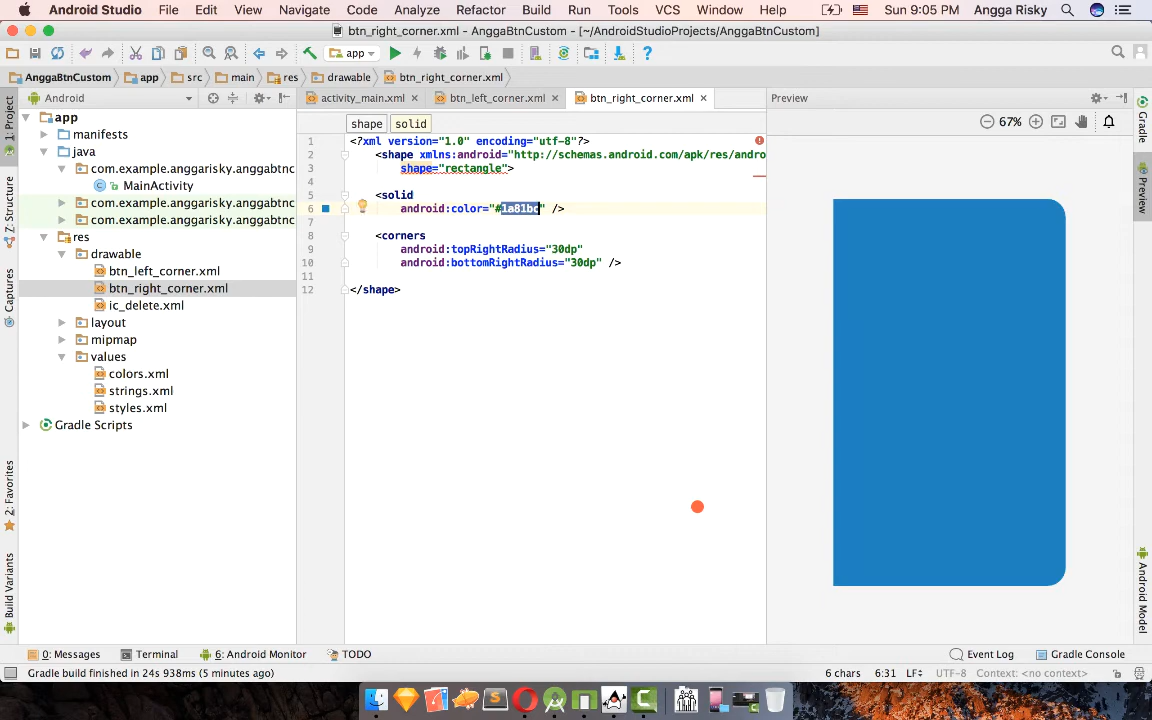 Android Studio File Edit View Navigate Code Analyze Refactor Build Run Tools VCS Window Help Sun 9:05 PM Angga Risky
btn_right_corner.xml - AnggaBtnCustom - [~/AndroidStudioProjects/AnggaBtnCustom]
app
AnggaBtnCustom app src main res drawable btn_right_corner.xml
Android
activity_main.xml btn_left_corner.xml btn_right_corner.xml
Preview
67%
shape solid
1: Project
Z: Structure
Captures
2: Favorites
Build Variants
app
manifests
java
com.example.anggarisky.anggabtnc
MainActivity
com.example.anggarisky.anggabtnc
com.example.anggarisky.anggabtnc
res
drawable
btn_left_corner.xml
btn_right_corner.xml
ic_delete.xml
layout
mipmap
values
colors.xml
strings.xml
styles.xml
Gradle Scripts
1 <?xml version="1.0" encoding="utf-8"?>
2 <shape xmlns:android="http://schemas.android.com/apk/res/andro
3 shape="rectangle">
4
5 <solid
6 android:color="#1a81bc" />
7
8 <corners
9 android:topRightRadius="30dp"
10 android:bottomRightRadius="30dp" />
11
12 </shape>
Gradle
Preview
Android Model
0: Messages Terminal 6: Android Monitor TODO Event Log Gradle Console
Gradle build finished in 24s 938ms (5 minutes ago) 6 chars 6:31 LF UTF-8 Context: <no context>